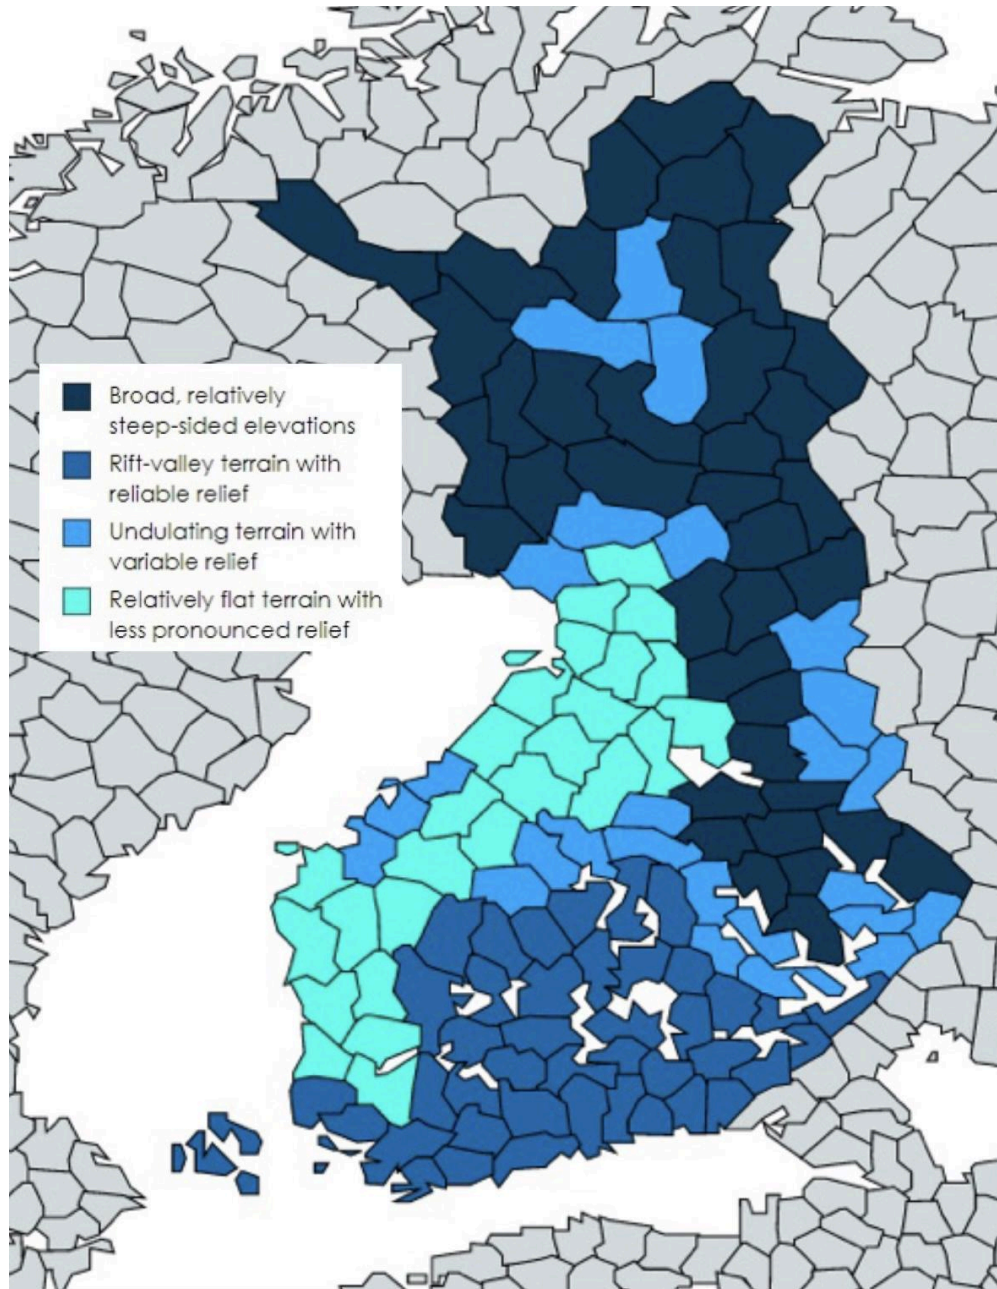 Broad, relatively
steep-sided elevations
Rift-valley terrain with
reliable relief
Undulating terrain with
variable relief
Relatively flat terrain with
less pronounced relief